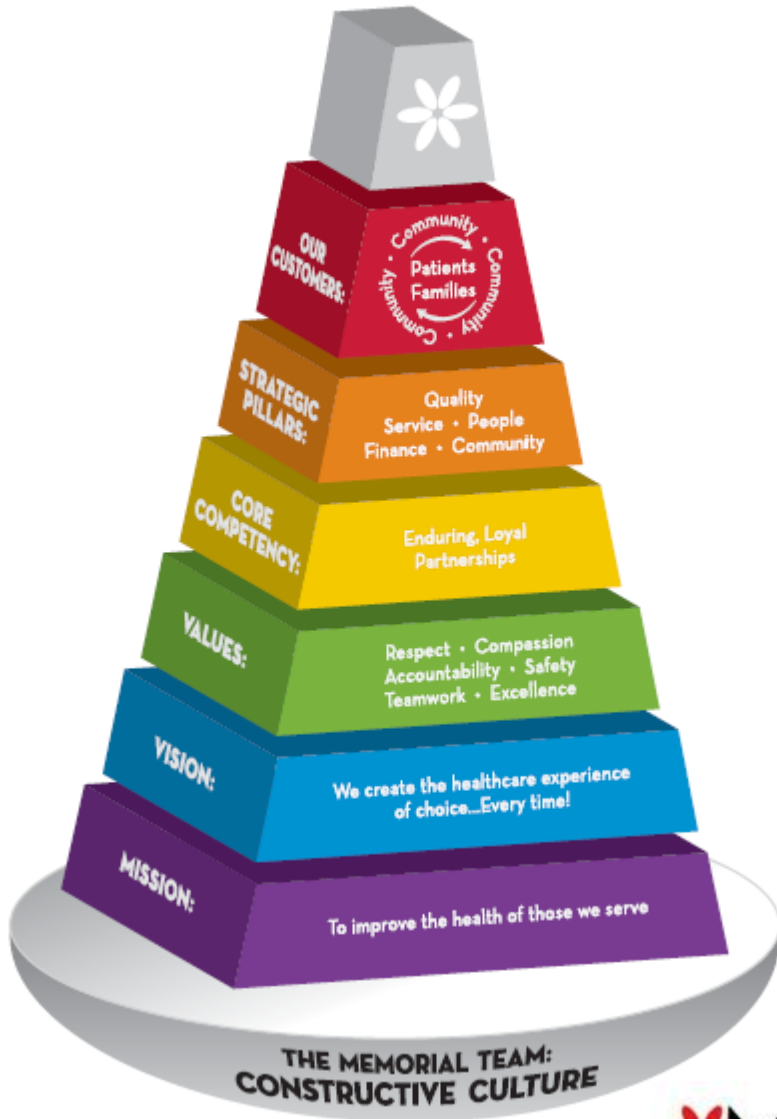 OUR
CUSTOMERS:
Community • Community • Community •
Patients
Families
STRATEGIC
PILLARS:
Quality
Service • People
Finance • Community
CORE
COMPETENCY:
Enduring, Loyal
Partnerships
VALUES:
Respect • Compassion
Accountability • Safety
Teamwork • Excellence
VISION:
We create the healthcare experience
of choice...Every time!
MISSION:
To improve the health of those we serve
THE MEMORIAL TEAM:
CONSTRUCTIVE CULTURE